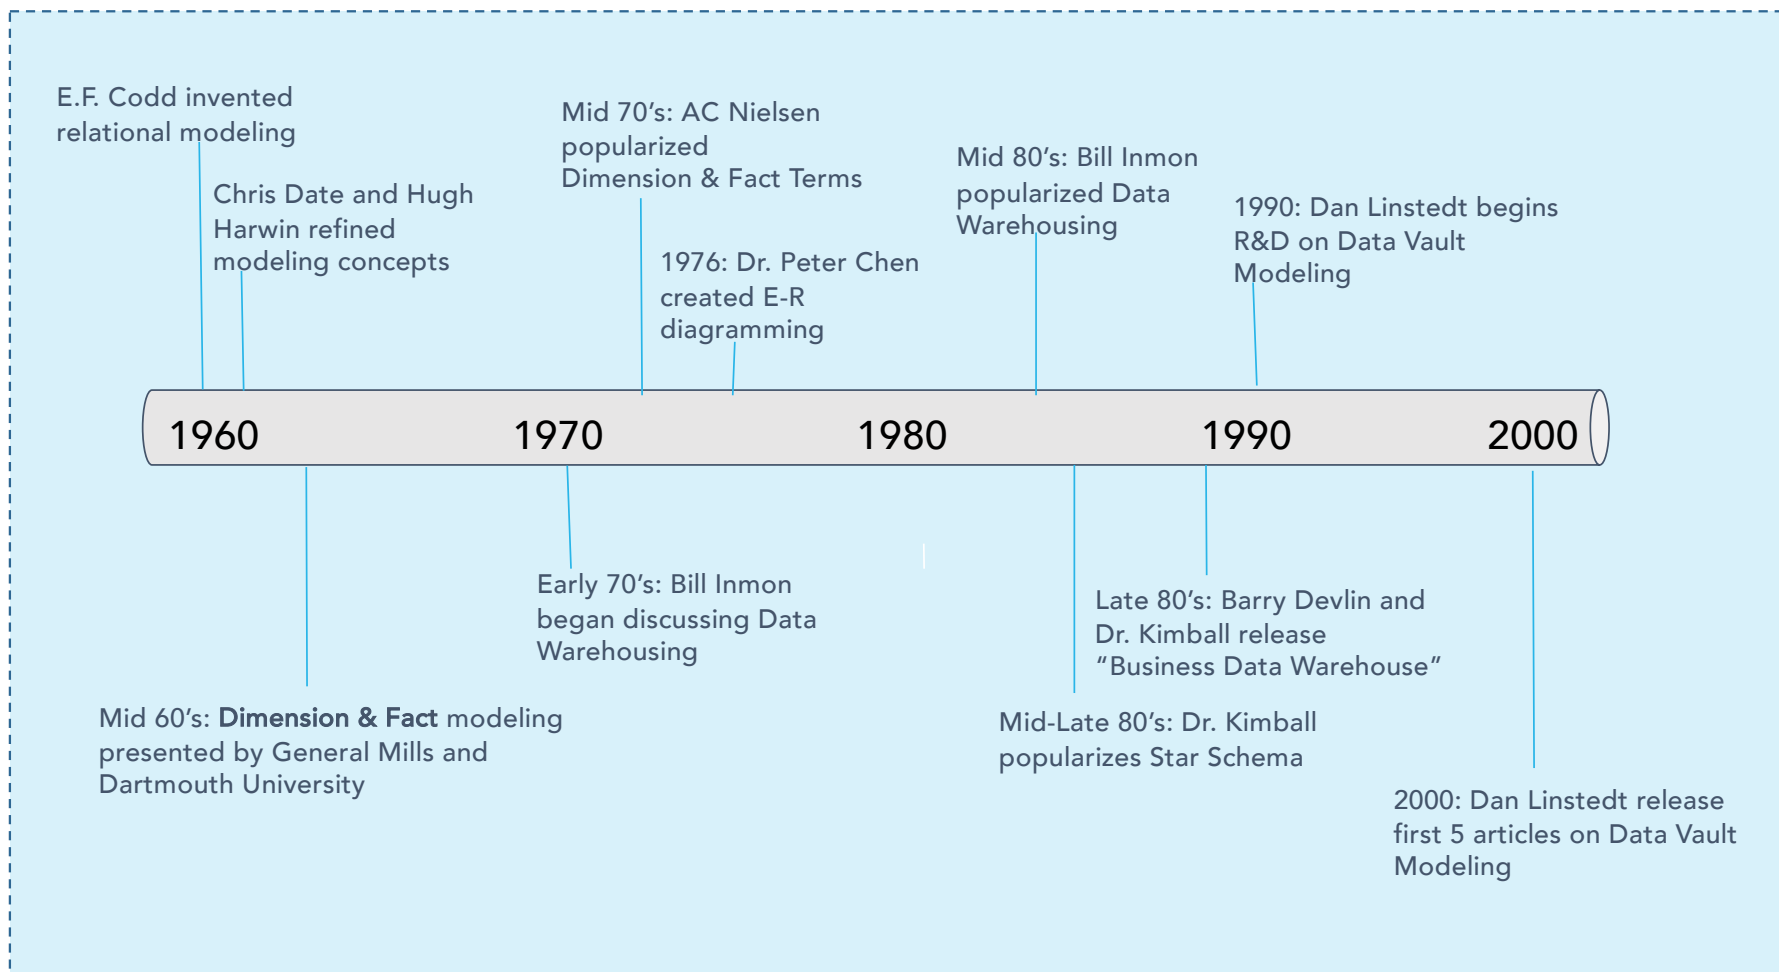 E.F. Codd invented
relational modeling
Chris Date and Hugh
Harwin refined
modeling concepts
Mid 70’s: AC Nielsen
popularized
Dimension & Fact Terms
1976: Dr. Peter Chen
created E-R
diagramming
Mid 80’s: Bill Inmon
popularized Data
Warehousing
1990: Dan Linstedt begins
R&D on Data Vault
Modeling
1960
1970
1980
1990
2000
Mid 60’s: Dimension & Fact modeling
presented by General Mills and
Dartmouth University
Early 70’s: Bill Inmon
began discussing Data
Warehousing
Mid-Late 80’s: Dr. Kimball
popularizes Star Schema
Late 80’s: Barry Devlin and
Dr. Kimball release
“Business Data Warehouse”
2000: Dan Linstedt release
first 5 articles on Data Vault
Modeling